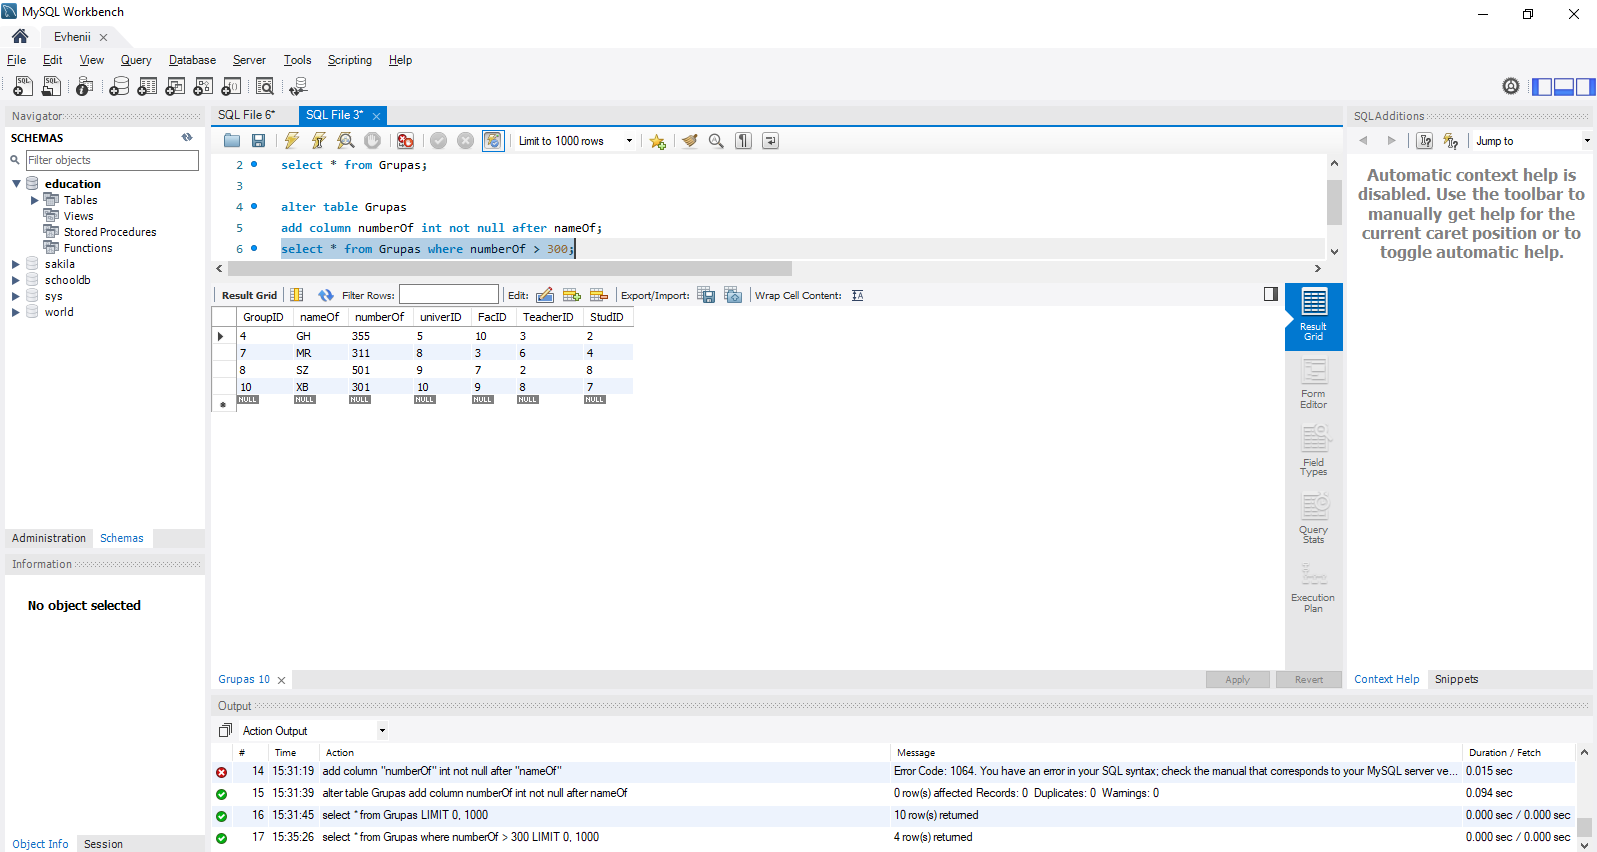 MySQL Workbench
Evhenii
File Edit View Query Database Server Tools Scripting Help
Navigator
SCHEMAS
Filter objects
education
Tables
Views
Stored Procedures
Functions
sakila
schooldb
sys
world
Administration Schemas
Information
No object selected
Object Info Session
SQL File 6* SQL File 3*
Limit to 1000 rows
2 select * from Grupas;
3
4 alter table Grupas
5 add column numberOf int not null after nameOf;
6 select * from Grupas where numberOf > 300;
Result Grid Filter Rows: Edit: Export/Import: Wrap Cell Content:
GroupID nameOf numberOf univerID FacID TeacherID StudID
4 GH 355 5 10 3 2
7 MR 311 8 3 6 4
8 SZ 501 9 7 2 8
10 XB 301 10 9 8 7
NULL NULL NULL NULL NULL NULL NULL
Result
Grid
Form
Editor
Field
Types
Query
Stats
Execution
Plan
Grupas 10 Apply Revert
SQLAdditions
Jump to
Automatic context help is
disabled. Use the toolbar to
manually get help for the
current caret position or to
toggle automatic help.
Context Help Snippets
Output
Action Output
# Time Action Message Duration / Fetch
14 15:31:19 add column "numberOf" int not null after "nameOf" Error Code: 1064. You have an error in your SQL syntax; check the manual that corresponds to your MySQL server ve... 0.015 sec
15 15:31:39 alter table Grupas add column numberOf int not null after nameOf 0 row(s) affected Records: 0 Duplicates: 0 Warnings: 0 0.094 sec
16 15:31:45 select * from Grupas LIMIT 0, 1000 10 row(s) returned 0.000 sec / 0.000 sec
17 15:35:26 select * from Grupas where numberOf > 300 LIMIT 0, 1000 4 row(s) returned 0.000 sec / 0.000 sec